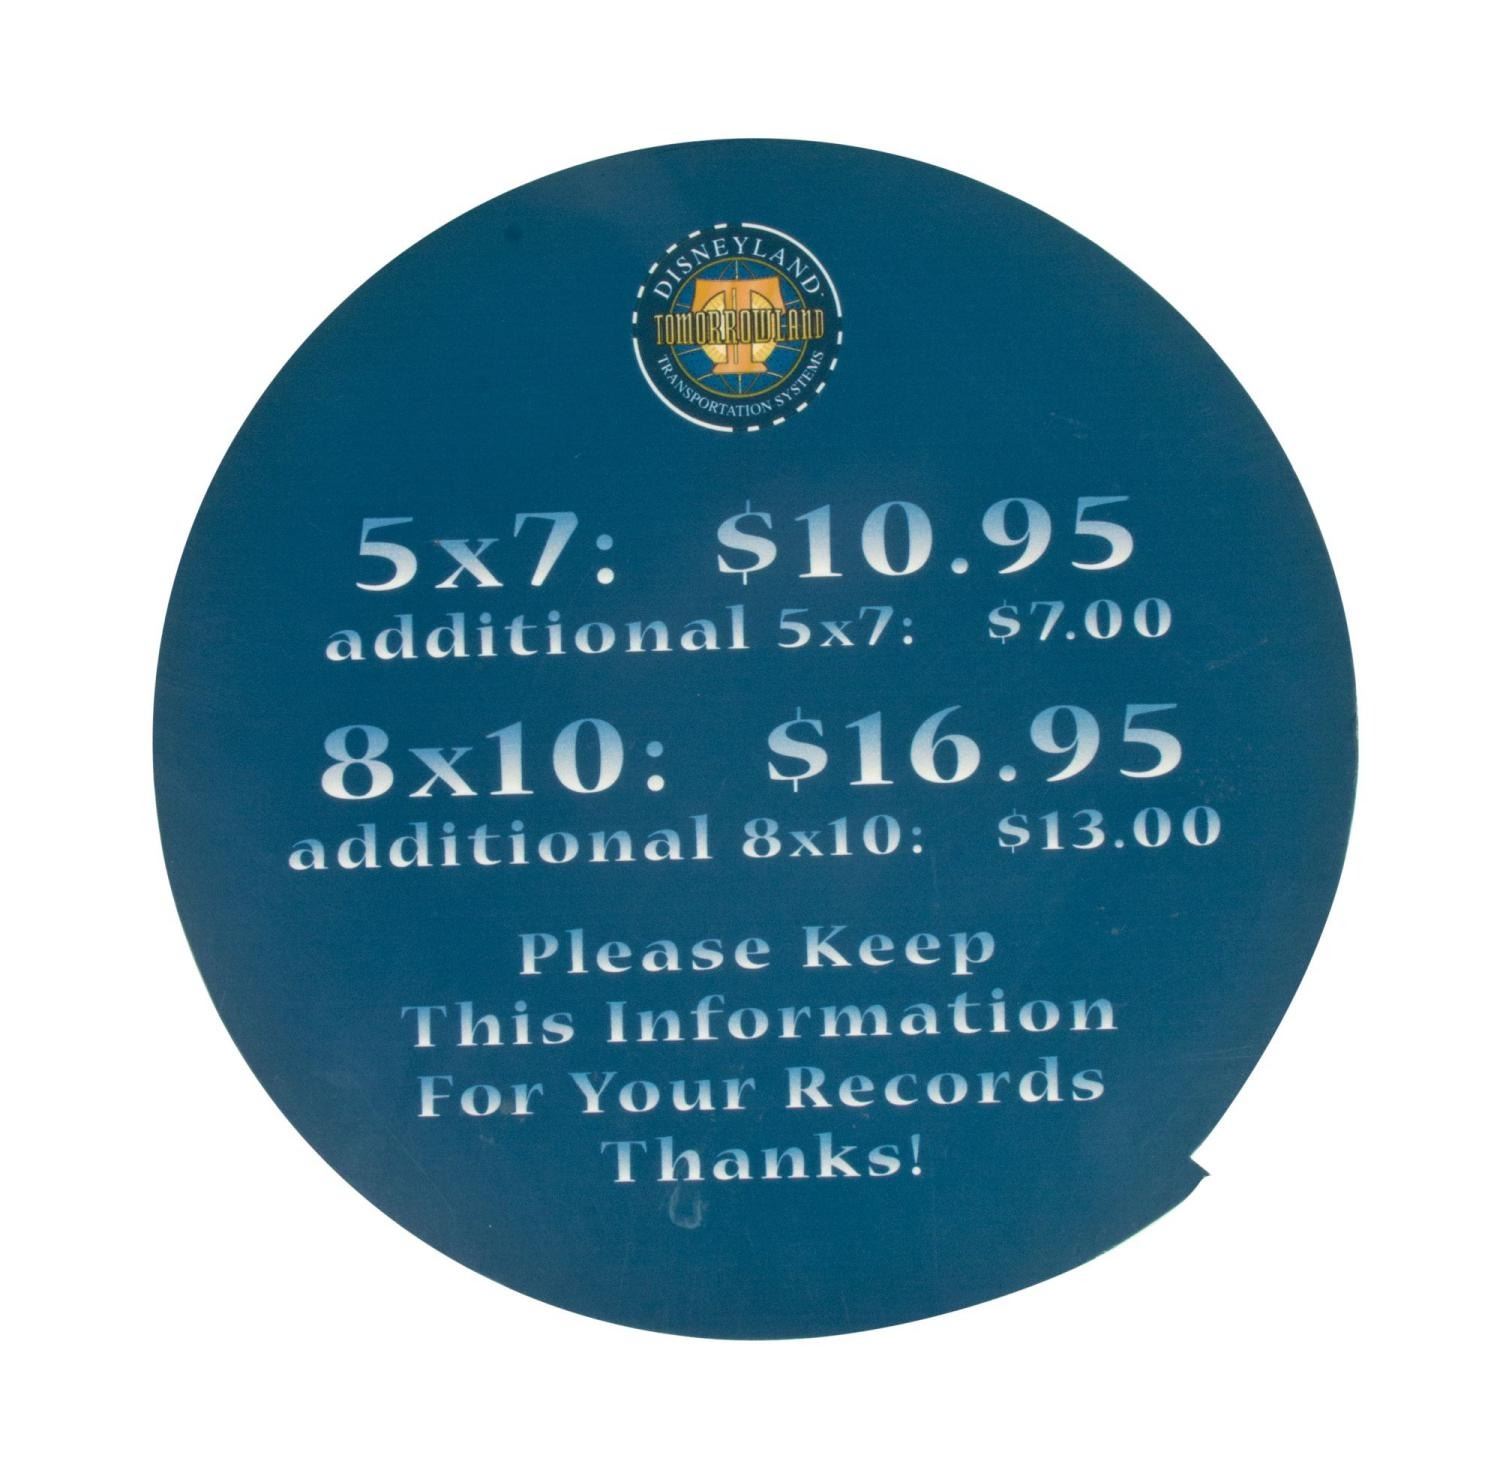 DISNEYLAND
TOMORROWLAND
TRANSPORTATION SYSTEMS
5x7: $10.95
additional 5x7: $7.00
8x10: $16.95
additional 8x10: $13.00
Please Keep
This Information
For Your Records
Thanks!